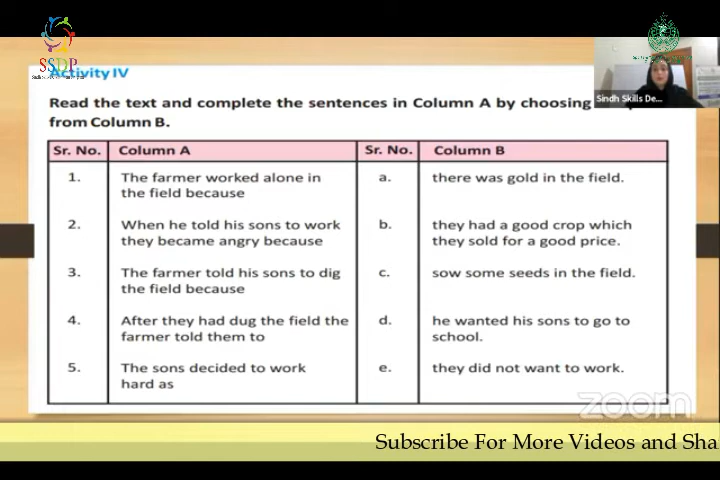 SSDP
Activity IV
Sindh Skills De...
Read the text and complete the sentences in Column A by choosing
from Column B.
Sr. No. Column A Sr. No. Column B
1. The farmer worked alone in a. there was gold in the field.
the field because
2. When he told his sons to work b. they had a good crop which
they became angry because they sold for a good price.
3. The farmer told his sons to dig c. sow some seeds in the field.
the field because
4. After they had dug the field the d. he wanted his sons to go to
farmer told them to school.
5. The sons decided to work e. they did not want to work.
hard as
zoom
Subscribe For More Videos and Sha